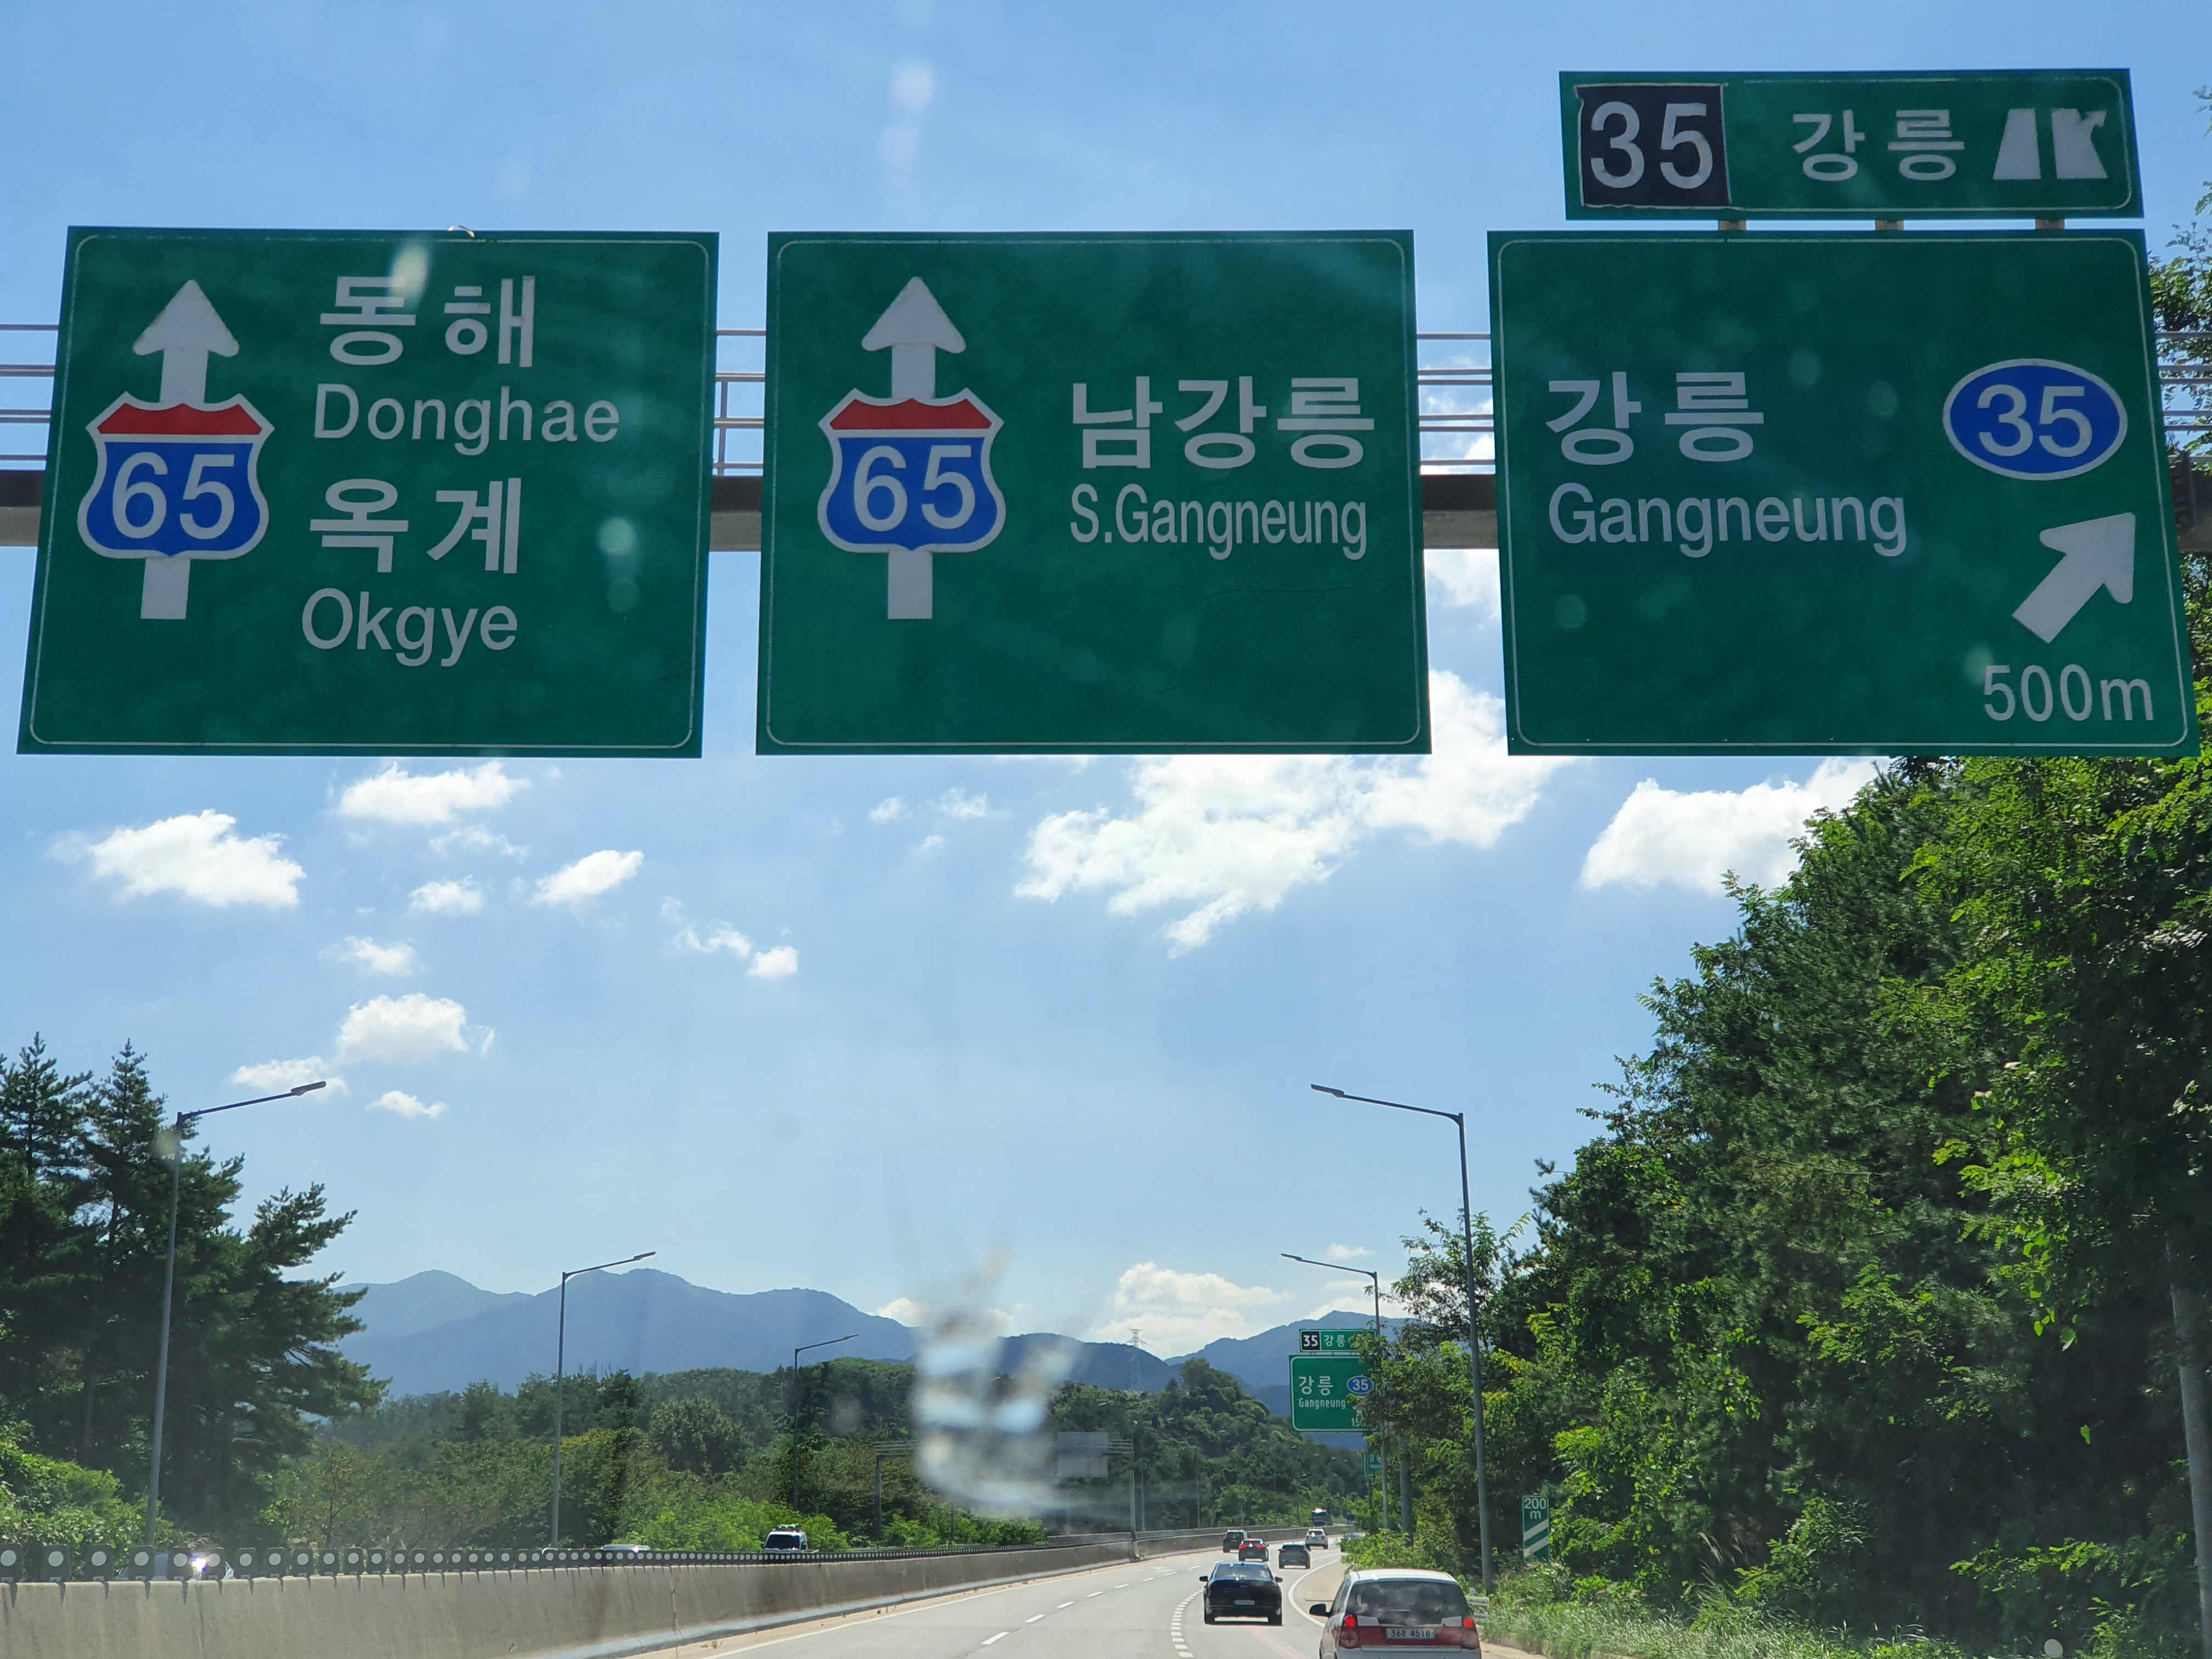 35 강릉
동해
Donghae
65
옥계
Okgye
65
남강릉
S.Gangneung
강릉 35
Gangneung
500m
35 강릉
강릉 35
Gangneung
200
m